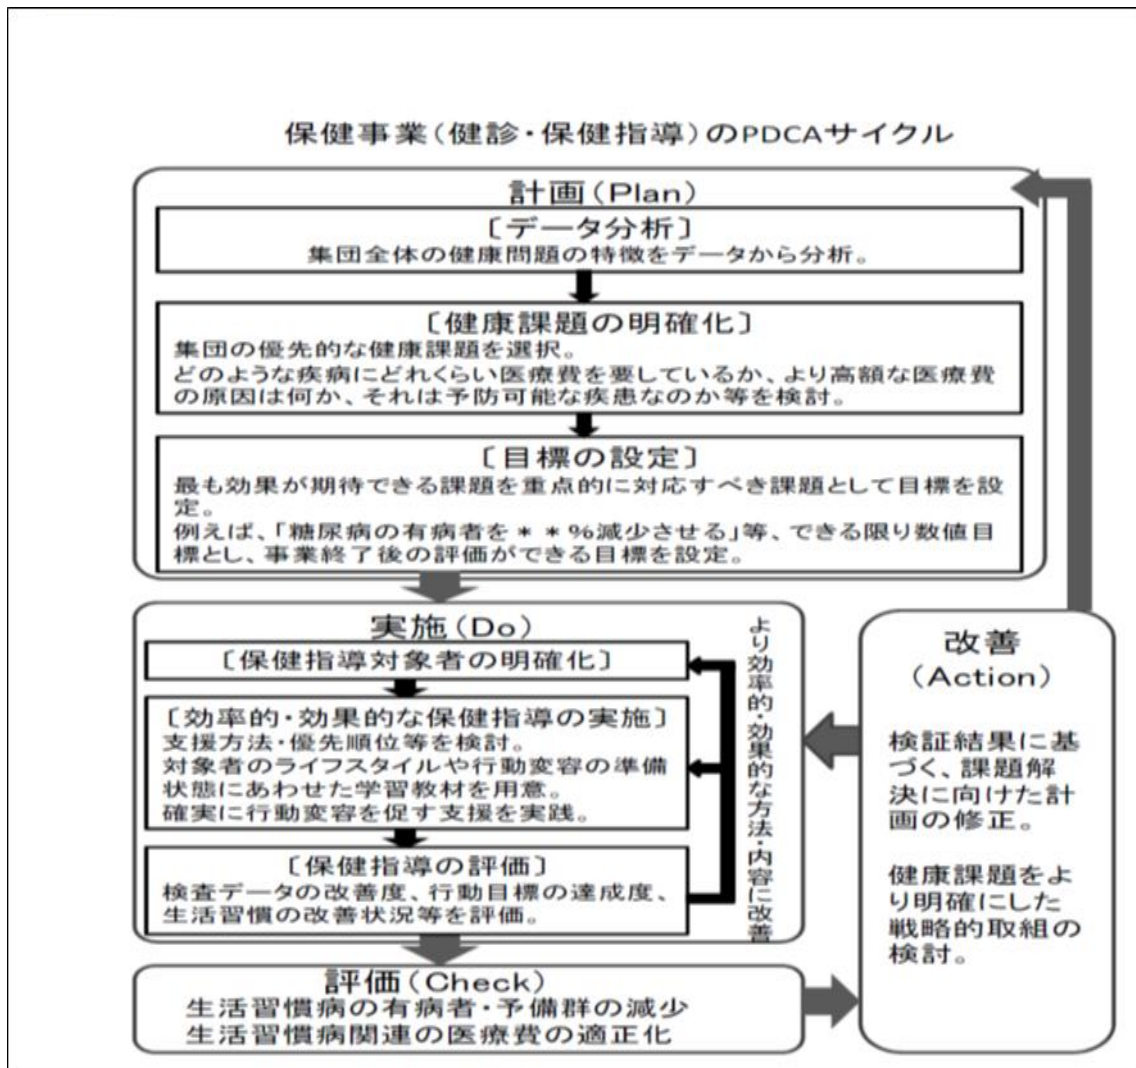 保健事業(健診・保健指導)のPDCAサイクル
計画(Plan)
〔データ分析〕
集団全体の健康問題の特徴をデータから分析。
〔健康課題の明確化〕
集団の優先的な健康課題を選択。
どのような疾病にどれくらい医療費を要しているか、より高額な医療費
の原因は何か、それは予防可能な疾患なのか等を検討。
〔目標の設定〕
最も効果が期待できる課題を重点的に対応すべき課題として目標を設
定。
例えば、「糖尿病の有病者を＊＊%減少させる」等、できる限り数値目
標とし、事業終了後の評価ができる目標を設定。
実施(Do)
〔保健指導対象者の明確化〕
〔効率的・効果的な保健指導の実施〕
支援方法・優先順位等を検討。
対象者のライフスタイルや行動変容の準備
状態にあわせた学習教材を用意。
確実に行動変容を促す支援を実践。
〔保健指導の評価〕
検査データの改善度、行動目標の達成度、
生活習慣の改善状況等を評価。
より効率的・効果的な方法・内容に改善
評価(Check)
生活習慣病の有病者・予備群の減少
生活習慣病関連の医療費の適正化
改善
(Action)
検証結果に基
づく、課題解
決に向けた計
画の修正。
健康課題をよ
り明確にした
戦略的取組の
検討。